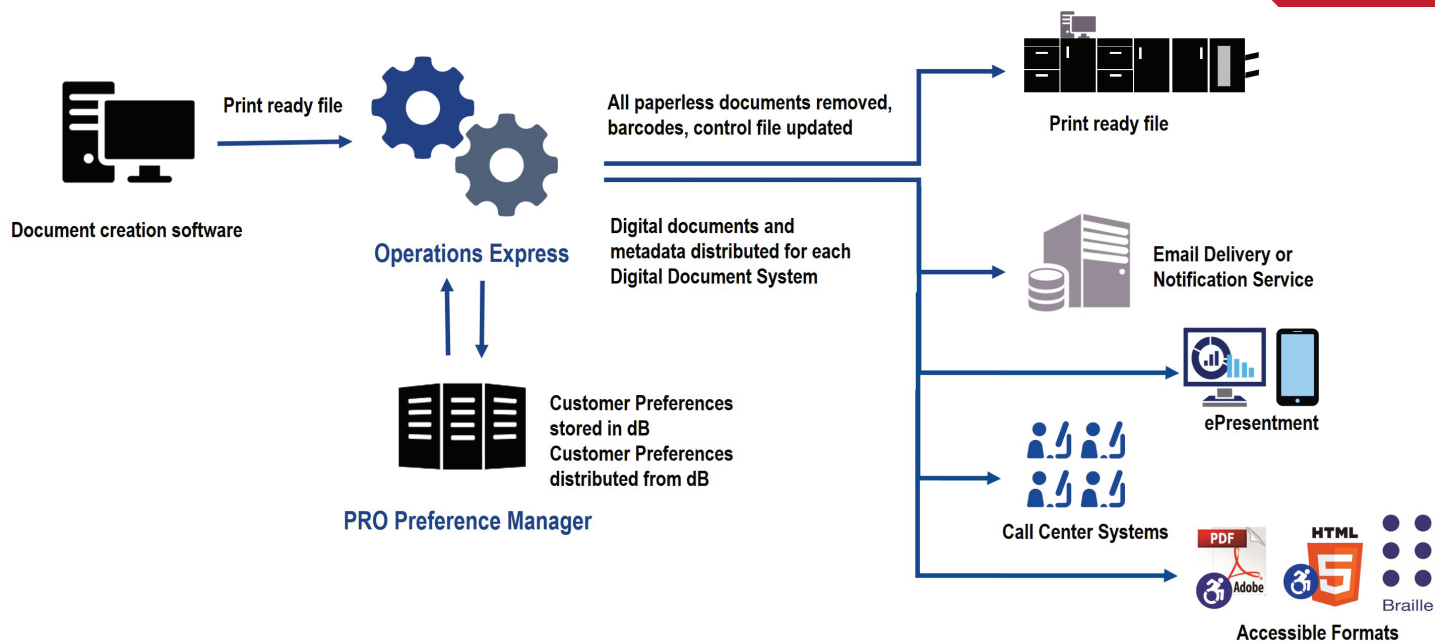 Print ready file
Document creation software
Operations Express
All paperless documents removed,
barcodes, control file updated
Print ready file
Digital documents and
metadata distributed for each
Digital Document System
Email Delivery or
Notification Service
ePresentment
Customer Preferences
stored in dB
Customer Preferences
distributed from dB
PRO Preference Manager
Call Center Systems
PDF
Adobe
HTML
5
Braille
Accessible Formats